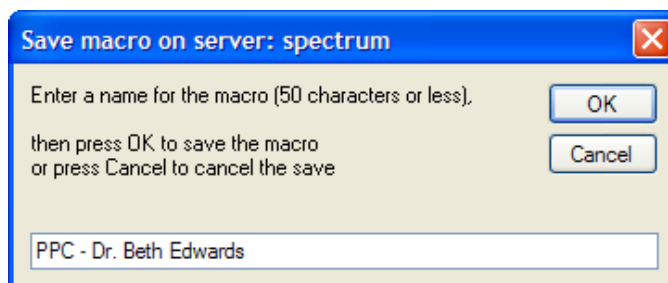 Save macro on server: spectrum
Enter a name for the macro (50 characters or less),
OK
then press OK to save the macro
or press Cancel to cancel the save
Cancel
PPC - Dr. Beth Edwards